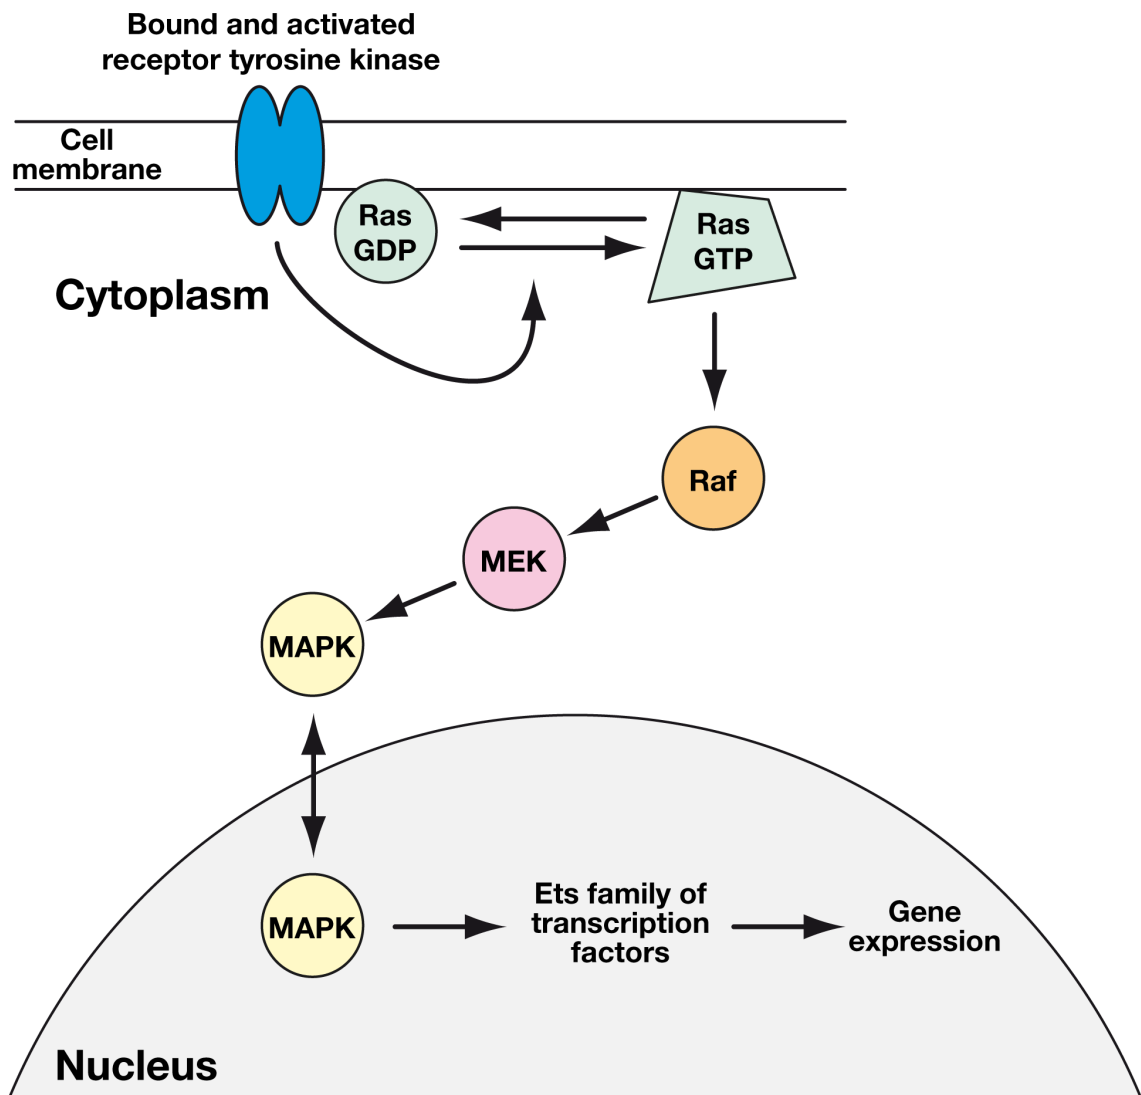 Bound and activated
receptor tyrosine kinase
Cell
membrane
Ras
GDP
Ras
GTP
Cytoplasm
Raf
MEK
MAPK
MAPK
Ets family of
transcription
factors
Gene
expression
Nucleus